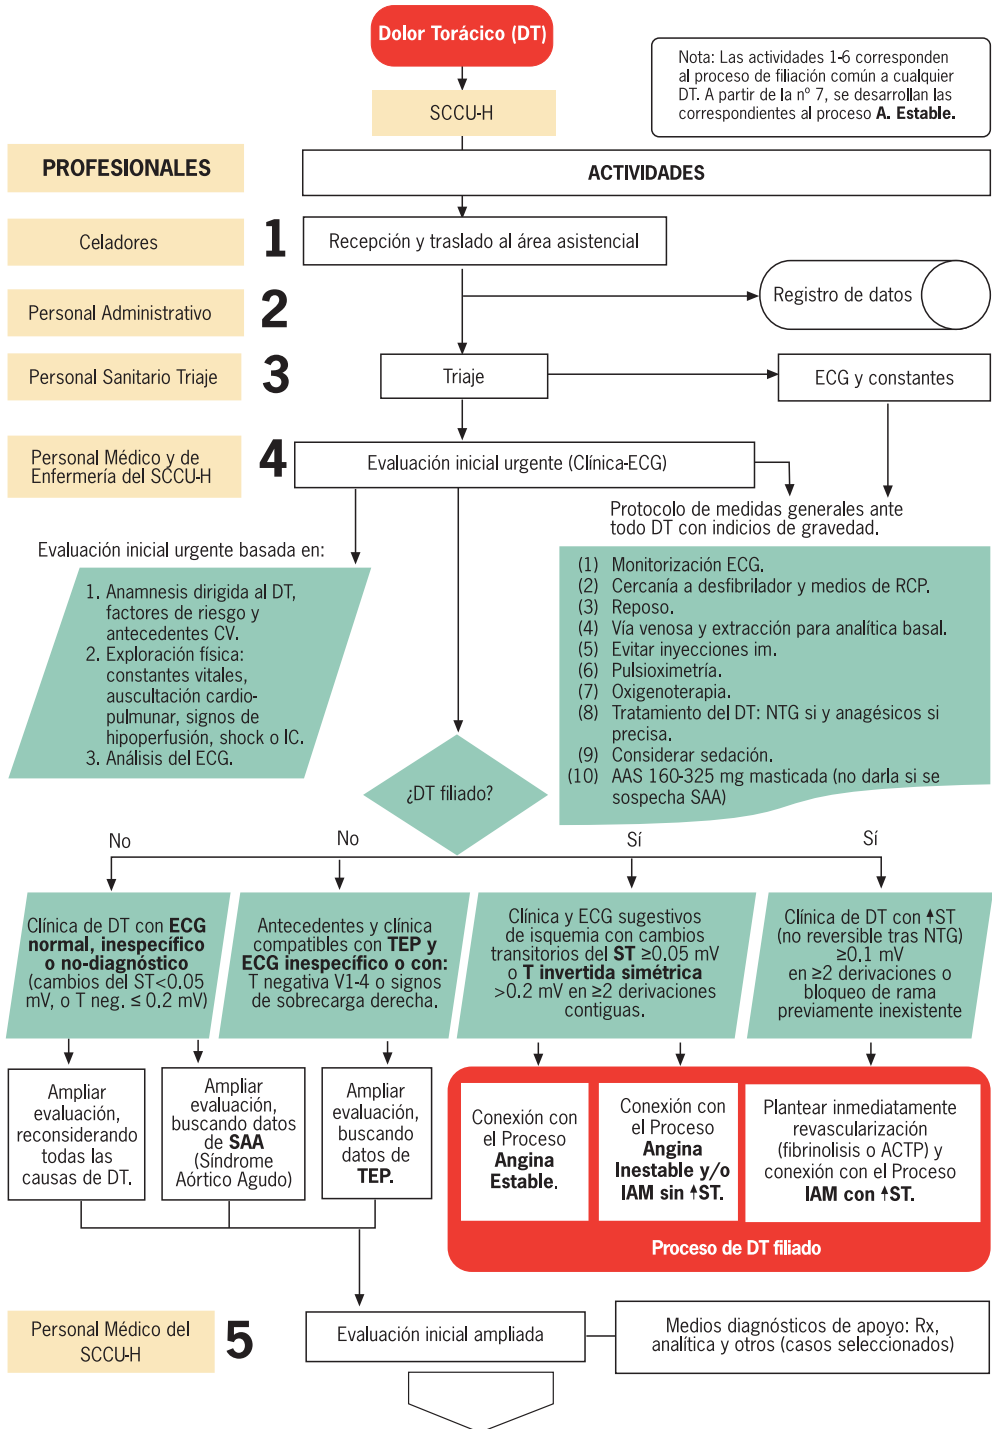 Dolor Torácico (DT)
Nota: Las actividades 1-6 corresponden
al proceso de filiación común a cualquier
DT. A partir de la nº 7, se desarrollan las
correspondientes al proceso A. Estable.
SCCU-H
PROFESIONALES
ACTIVIDADES
Celadores
1
Recepción y traslado al área asistencial
Personal Administrativo
2
Registro de datos
Personal Sanitario Triaje
3
Triaje
ECG y constantes
Personal Médico y de
Enfermería del SCCU-H
4
Evaluación inicial urgente (Clínica-ECG)
Protocolo de medidas generales ante
todo DT con indicios de gravedad.
Evaluación inicial urgente basada en:
1. Anamnesis dirigida al DT,
factores de riesgo y
antecedentes CV.
2. Exploración física:
constantes vitales,
auscultación cardio-
pulmunar, signos de
hipoperfusión, shock o IC.
3. Análisis del ECG.
(1) Monitorización ECG.
(2) Cercanía a desfibrilador y medios de RCP.
(3) Reposo.
(4) Vía venosa y extracción para analítica basal.
(5) Evitar inyecciones im.
(6) Pulsioximetría.
(7) Oxigenoterapia.
(8) Tratamiento del DT: NTG si y anagésicos si
precisa.
(9) Considerar sedación.
(10) AAS 160-325 mg masticada (no darla si se
sospecha SAA)
¿DT filiado?
No
No
Sí
Sí
Clínica de DT con ECG
normal, inespecífico
o no-diagnóstico
(cambios del ST<0.05
mV, o T neg. ≤ 0.2 mV)
Antecedentes y clínica
compatibles con TEP y
ECG inespecífico o con:
T negativa V1-4 o signos
de sobrecarga derecha.
Clínica y ECG sugestivos
de isquemia con cambios
transitorios del ST ≥0.05 mV
o T invertida simétrica
>0.2 mV en ≥2 derivaciones
contiguas.
Clínica de DT con ↑ST
(no reversible tras NTG)
≥0.1 mV
en ≥2 derivaciones o
bloqueo de rama
previamente inexistente
Ampliar
evaluación,
reconsiderando
todas las
causas de DT.
Ampliar
evaluación,
buscando datos
de SAA
(Síndrome
Aórtico Agudo)
Ampliar
evaluación,
buscando
datos de
TEP.
Conexión con
el Proceso
Angina
Estable.
Conexión con
el Proceso
Angina
Inestable y/o
IAM sin ↑ST.
Plantear inmediatamente
revascularización
(fibrinolisis o ACTP) y
conexión con el Proceso
IAM con ↑ST.
Proceso de DT filiado
Personal Médico del
SCCU-H
5
Evaluación inicial ampliada
Medios diagnósticos de apoyo: Rx,
analítica y otros (casos seleccionados)